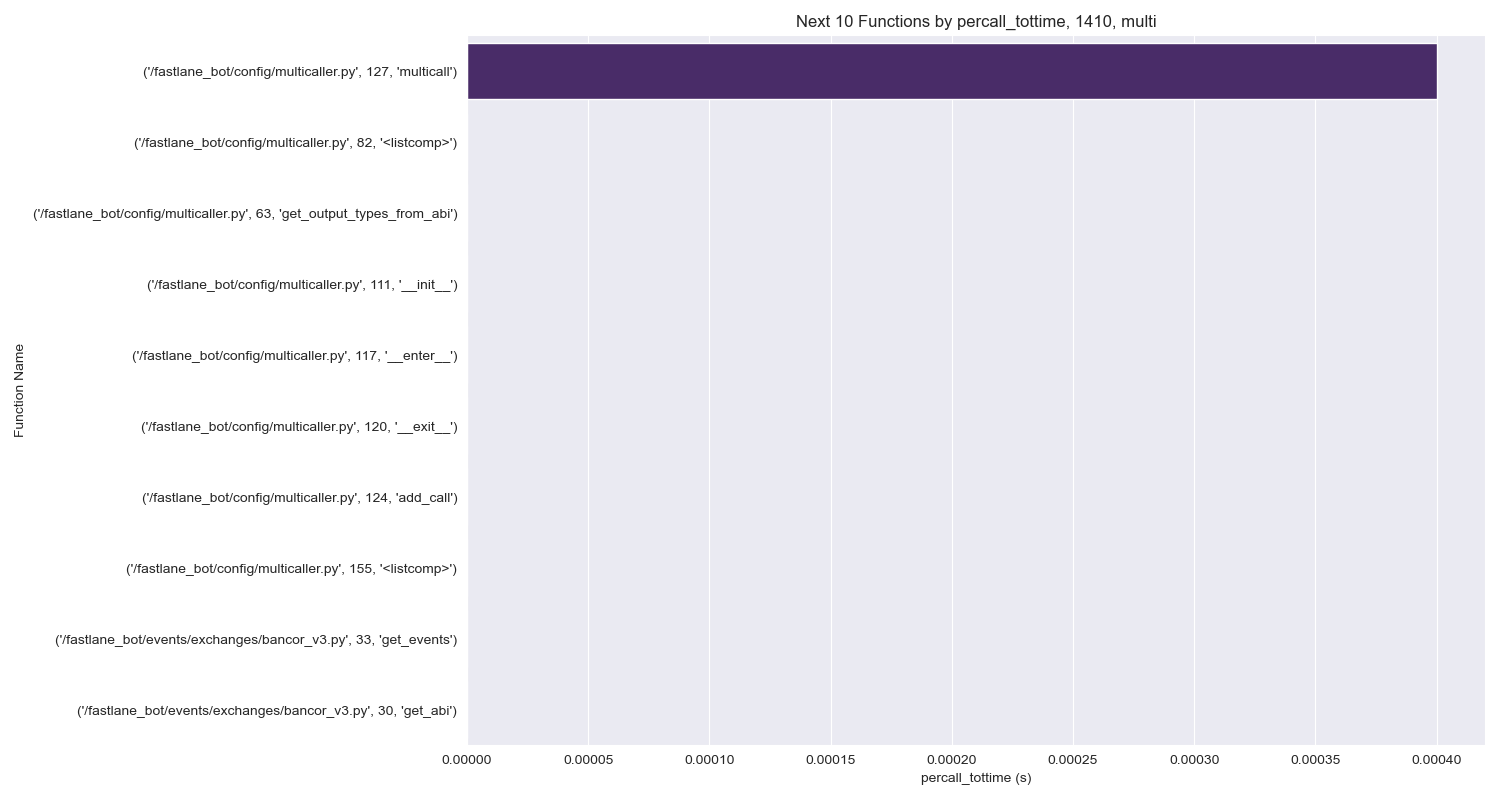 Next 10 Functions by percall_tottime, 1410, multi
Function Name
('/fastlane_bot/config/multicaller.py', 127, 'multicall')
('/fastlane_bot/config/multicaller.py', 82, '<listcomp>')
('/fastlane_bot/config/multicaller.py', 63, 'get_output_types_from_abi')
('/fastlane_bot/config/multicaller.py', 111, '__init__')
('/fastlane_bot/config/multicaller.py', 117, '__enter__')
('/fastlane_bot/config/multicaller.py', 120, '__exit__')
('/fastlane_bot/config/multicaller.py', 124, 'add_call')
('/fastlane_bot/config/multicaller.py', 155, '<listcomp>')
('/fastlane_bot/events/exchanges/bancor_v3.py', 33, 'get_events')
('/fastlane_bot/events/exchanges/bancor_v3.py', 30, 'get_abi')
0.00000 0.00005 0.00010 0.00015 0.00020 0.00025 0.00030 0.00035 0.00040
percall_tottime (s)